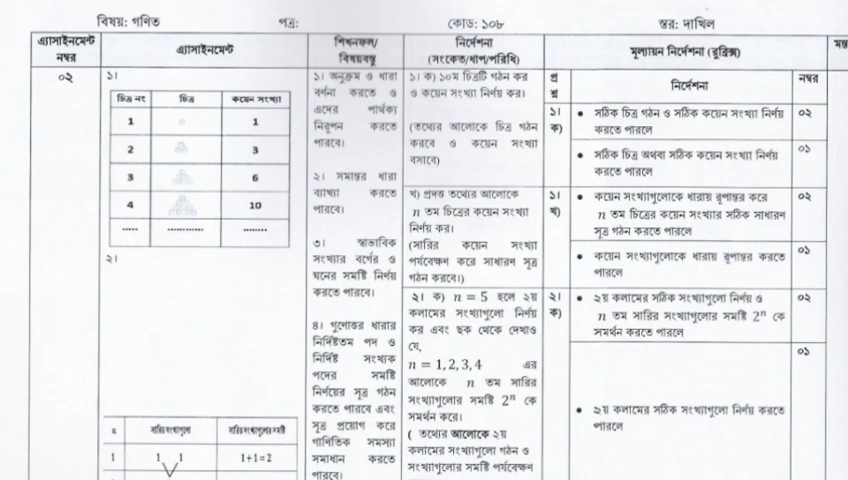 বিষয়: গণিত পত্র: কোড: ১০৮ স্তর: দাখিল
এ্যাসাইনমেন্ট নম্বর
এ্যাসাইনমেন্ট
শিখনফল/
বিষয়বস্তু
নির্দেশনা
(সংকেত/ধাপ/পরিধি)
মূল্যায়ন নির্দেশনা (রুব্রিক্স)
০২
১।
চিত্র নং চিত্র কয়েন সংখ্যা
1 1
2 3
3 6
4 10
..... ............ ........
২।
n সারির সংখ্যাগুলো সারির সংখ্যাগুলোর সমষ্টি
1 1 1 1+1=2
১। অনুক্রম ও ধারা
বর্ণনা করতে ও
এদের পার্থক্য
নিরূপন করতে
পারবে।
২। সমান্তর ধারা
ব্যাখ্যা করতে
পারবে।
৩। স্বাভাবিক
সংখ্যার বর্গের ও
ঘনের সমষ্টি নির্ণয়
করতে পারবে।
৪। গুণোত্তর ধারার
নির্দিষ্টতম পদ ও
নির্দিষ্ট সংখ্যক
পদের সমষ্টি
নির্ণয়ের সূত্র গঠন
করতে পারবে এবং
সূত্র প্রয়োগ করে
গাণিতিক সমস্যা
সমাধান করতে
পারবে।
১। ক) ১০ম চিত্রটি গঠন কর
ও কয়েন সংখ্যা নির্ণয় কর।
(তথ্যের আলোকে চিত্র গঠন
করবে ও কয়েন সংখ্যা
বসাবে)
খ) প্রদত্ত তথ্যের আলোকে
n তম চিত্রের কয়েন সংখ্যা
নির্ণয় কর।
(সারির কয়েন সংখ্যা
পর্যবেক্ষণ করে সাধারণ সূত্র
গঠন করবে।)
২। ক) n = 5 হলে ২য়
কলামের সংখ্যাগুলো নির্ণয়
কর এবং ছক থেকে দেখাও
যে,
n = 1, 2, 3, 4 এর
আলোকে n তম সারির
সংখ্যাগুলোর সমষ্টি 2ⁿ কে
সমর্থন করে।
( তথ্যের আলোকে ২য়
কলামের সংখ্যাগুলো গঠন ও
সংখ্যাগুলোর সমষ্টি পর্যবেক্ষণ
প্র
শ্ন
নির্দেশনা
নম্বর
১।
ক)
• সঠিক চিত্র গঠন ও সঠিক কয়েন সংখ্যা নির্ণয়
করতে পারলে
০২
• সঠিক চিত্র অথবা সঠিক কয়েন সংখ্যা নির্ণয়
করতে পারলে
০১
১।
খ)
• কয়েন সংখ্যাগুলোকে ধারায় রূপান্তর করে
n তম চিত্রের কয়েন সংখ্যার সঠিক সাধারণ
সূত্র গঠন করতে পারলে
০২
• কয়েন সংখ্যাগুলোকে ধারায় রূপান্তর করতে
পারলে
০১
২।
ক)
• ২য় কলামের সঠিক সংখ্যাগুলো নির্ণয় ও
n তম সারির সংখ্যাগুলোর সমষ্টি 2ⁿ কে
সমর্থন করতে পারলে
০২
• ২য় কলামের সঠিক সংখ্যাগুলো নির্ণয় করতে
পারলে
০১